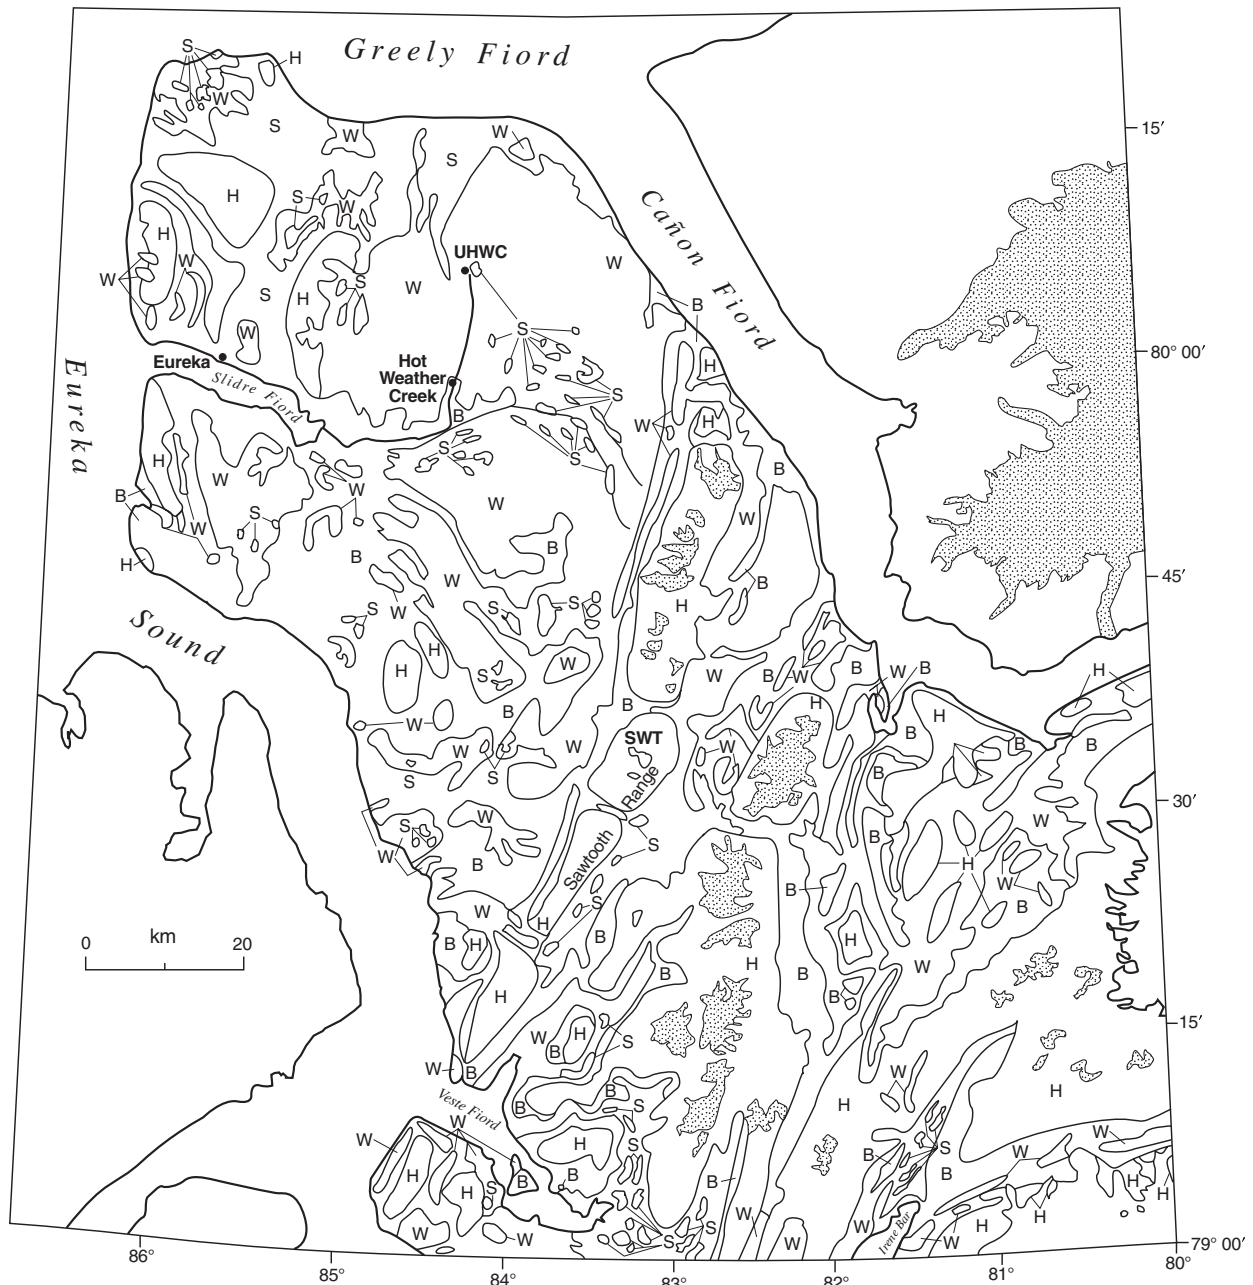 Greely Fiord
S
H
W
S
W
W
S
15′
H
S
W
Cañon Fiord
H
W
W
UHWC
W
S
H
S
W
B
W
S
Eureka
Slidre Fiord
Hot
Weather
Creek
B
S
H
80° 00′
Eureka
Sound
W
H
S
S
B
H
W
W
W
B
W
S
W
B
B
B
H
W
S
W
S
S
H
45′
H
H
S
W
W
B
W
B
W
B
H
B
H
W
B
H
W
W
S
S
SWT
Range
W
B
B
B
B
30′
S
W
W
B
S
Sawtooth
B
W
H
W
B
W
S
H
B
B
km
0
20
B
H
H
B
H
B
H
W
B
W
B
H
S
15′
W
B
W
H
H
Veste Fiord
B
B
S
W
W
H
S
B
S
W
W
H
H
S
B
B
B
B
H
H
W
W
S
S
W
W
W
Irene Bar
W
H
H
79° 00′
86°
85°
84°
83°
82°
81°
80°